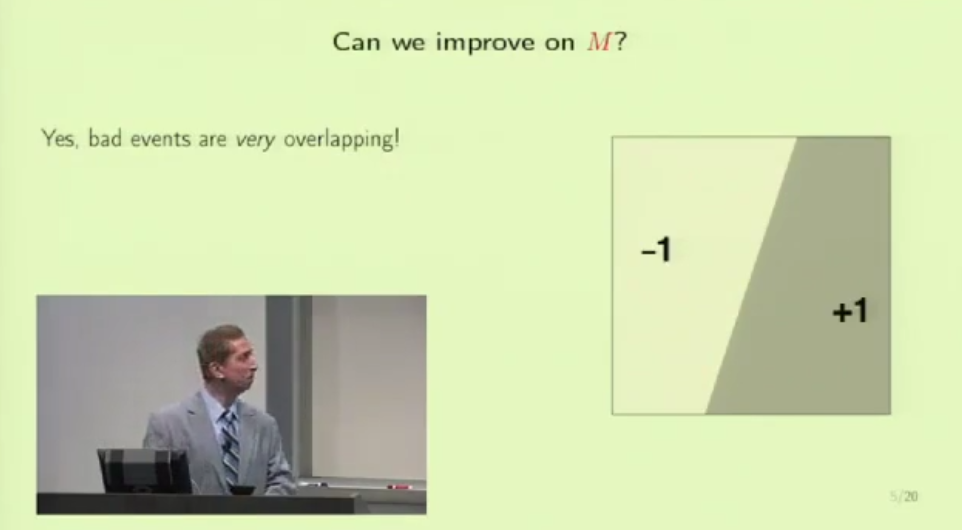 Can we improve on M?
Yes, bad events are very overlapping!
–1
+1
5/20